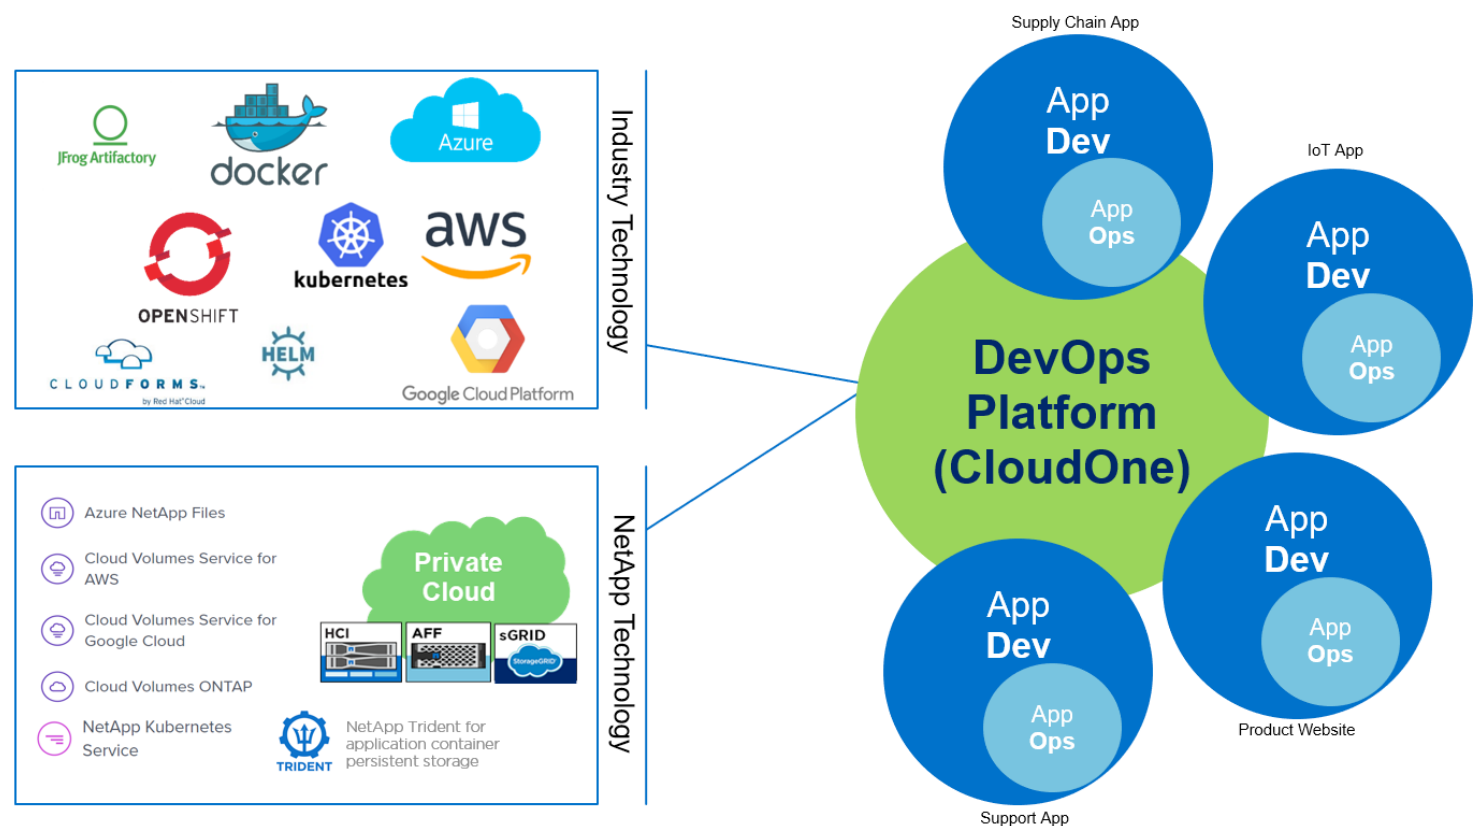 JFrog Artifactory
docker
Azure
OPENSHIFT
kubernetes
aws
CLOUDFORMS™
by Red Hat® Cloud
HELM
Google Cloud Platform
Industry Technology
Azure NetApp Files
Cloud Volumes Service for
AWS
Cloud Volumes Service for
Google Cloud
Cloud Volumes ONTAP
NetApp Kubernetes
Service
Private
Cloud
HCI
AFF
sGRID
StorageGRID®
TRIDENT
NetApp Trident for
application container
persistent storage
NetApp Technology
DevOps
Platform
(CloudOne)
Supply Chain App
App
Dev
App
Ops
IoT App
App
Dev
App
Ops
App
Dev
App
Ops
Product Website
App
Dev
App
Ops
Support App